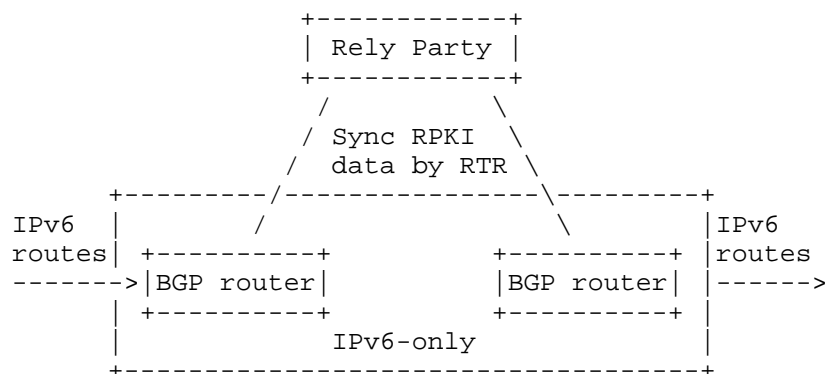 Rely Party
Sync RPKI
data by RTR
IPv6
routes
IPv6
routes
BGP router
BGP router
IPv6-only